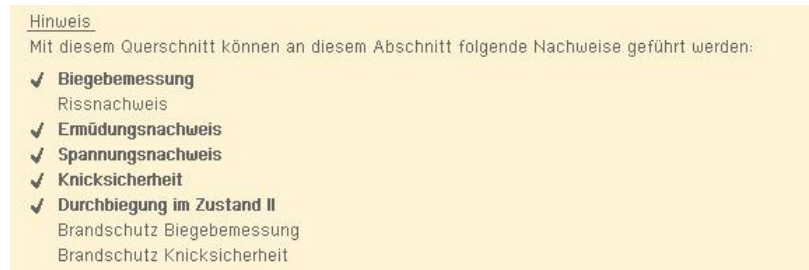 Hinweis
Mit diesem Querschnitt können an diesem Abschnitt folgende Nachweise geführt werden:
✓ Biegebemessung
Rissnachweis
✓ Ermüdungsnachweis
✓ Spannungsnachweis
✓ Knicksicherheit
✓ Durchbiegung im Zustand II
Brandschutz Biegebemessung
Brandschutz Knicksicherheit